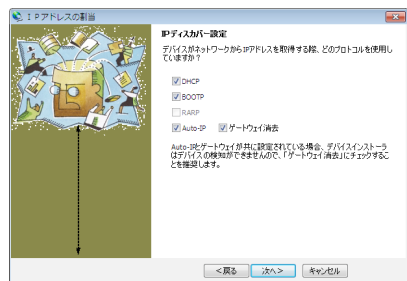 ＩＰアドレスの割当
IPディスカバー設定
デバイスがネットワークからIPアドレスを取得する際、どのプロトコルを使用し
ていますか？
DHCP
BOOTP
RARP
Auto-IP ゲートウェイ消去
Auto-IPとゲートウェイが共に設定されている場合、デバイスインストーラ
はデバイスの検知ができませんので、「ゲートウェイ消去」にチェックするこ
とを推奨します。
<戻る 次へ> キャンセル